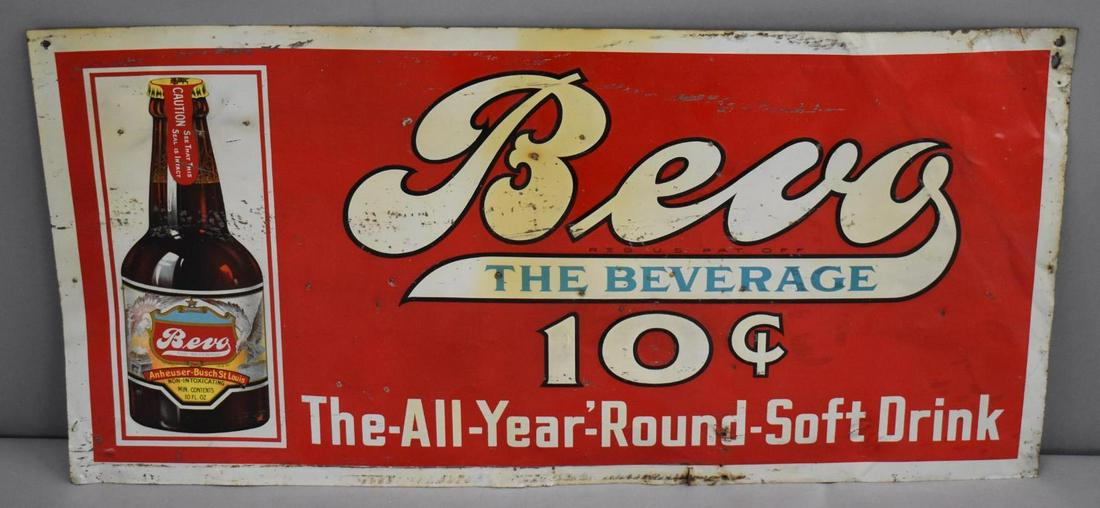 CAUTION
SEE THAT THIS
SEAL IS INTACT
Bevo
Anheuser-Busch St Louis
NON-INTOXICATING
MIN. CONTENTS
10 FL. OZ
Bevo
REG. U.S. PAT. OFF.
THE BEVERAGE
10¢
The-All-Year-'Round-Soft Drink